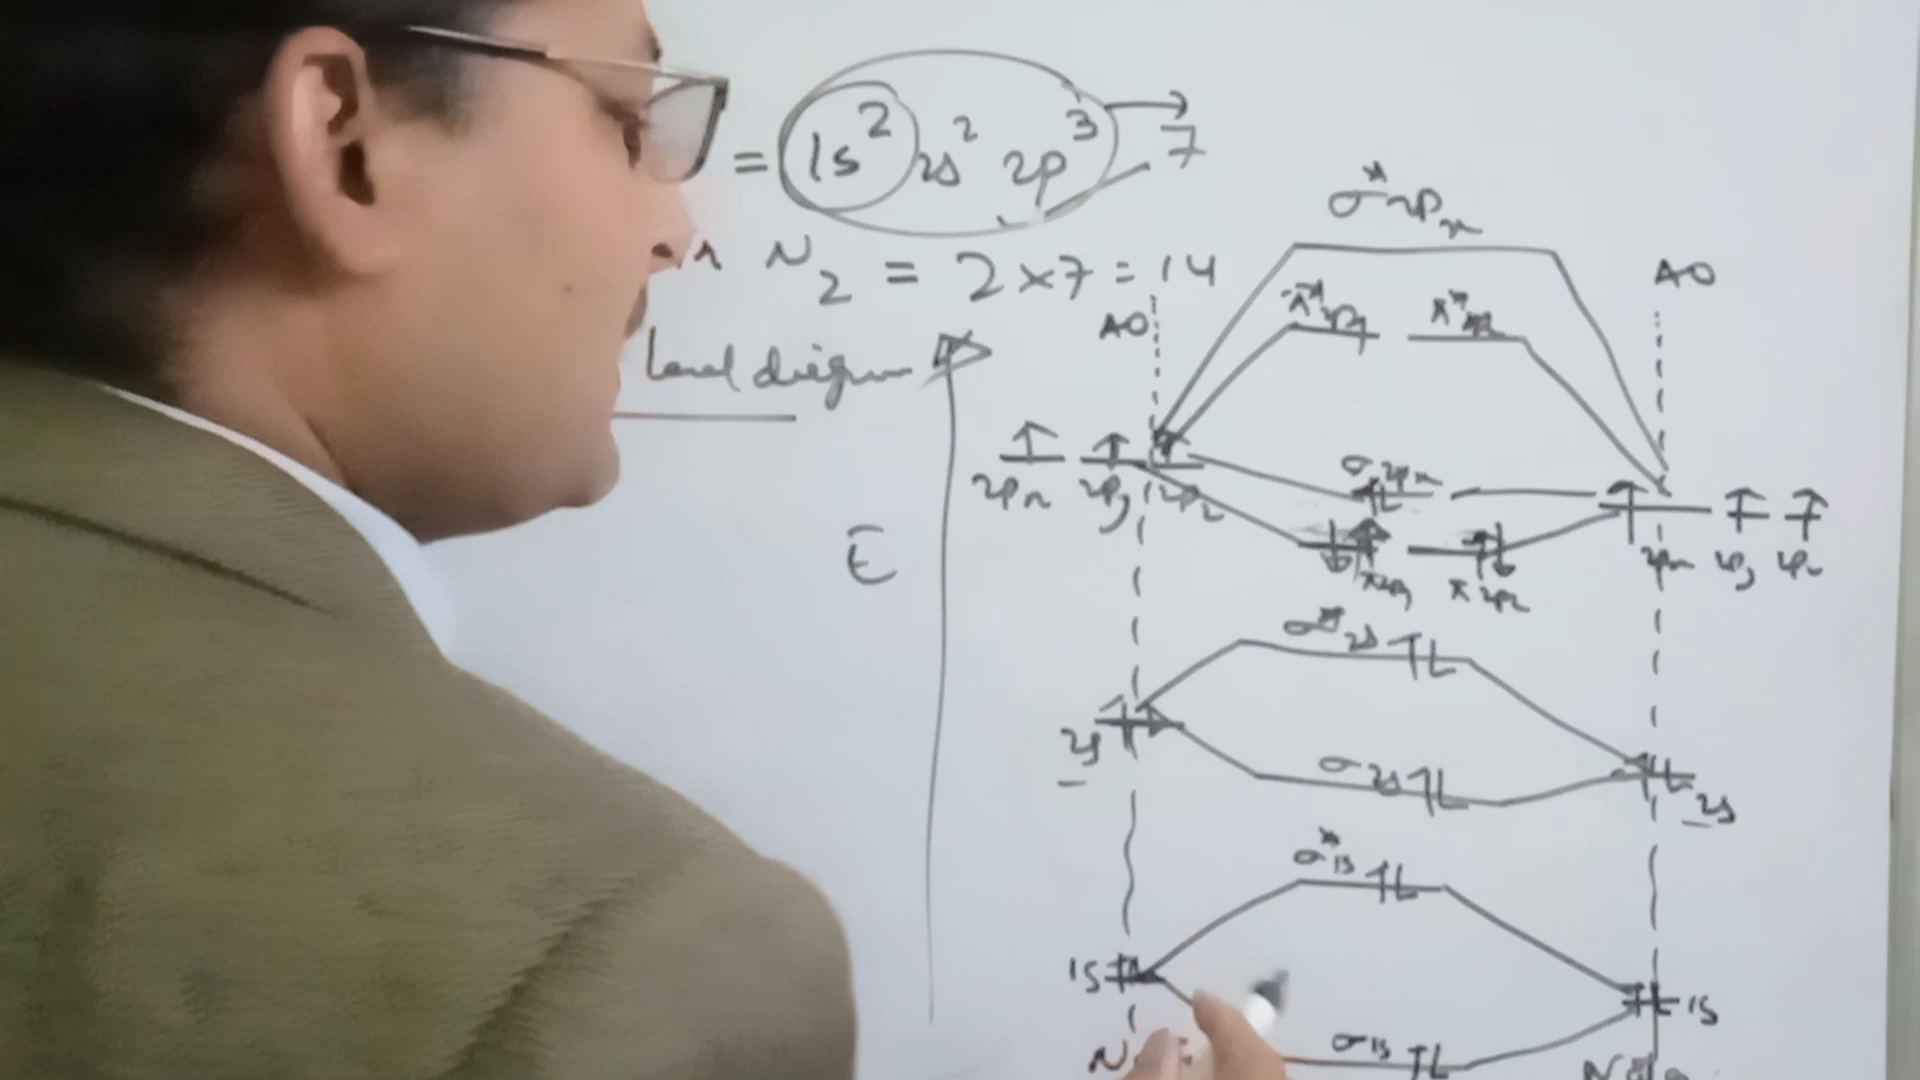 = 1s² 2s² 2p³ → 7
N₂ = 2×7 = 14
Level diagram
E
AO
AO
σ*2pₓ
π*2py π*2pz
2pₓ 2py 2pz
σ2pₓ
π2py π2pz
2pₓ 2py 2pz
σ*2s
2s
σ2s
2s
σ*1s
1s
1s
σ1s
N